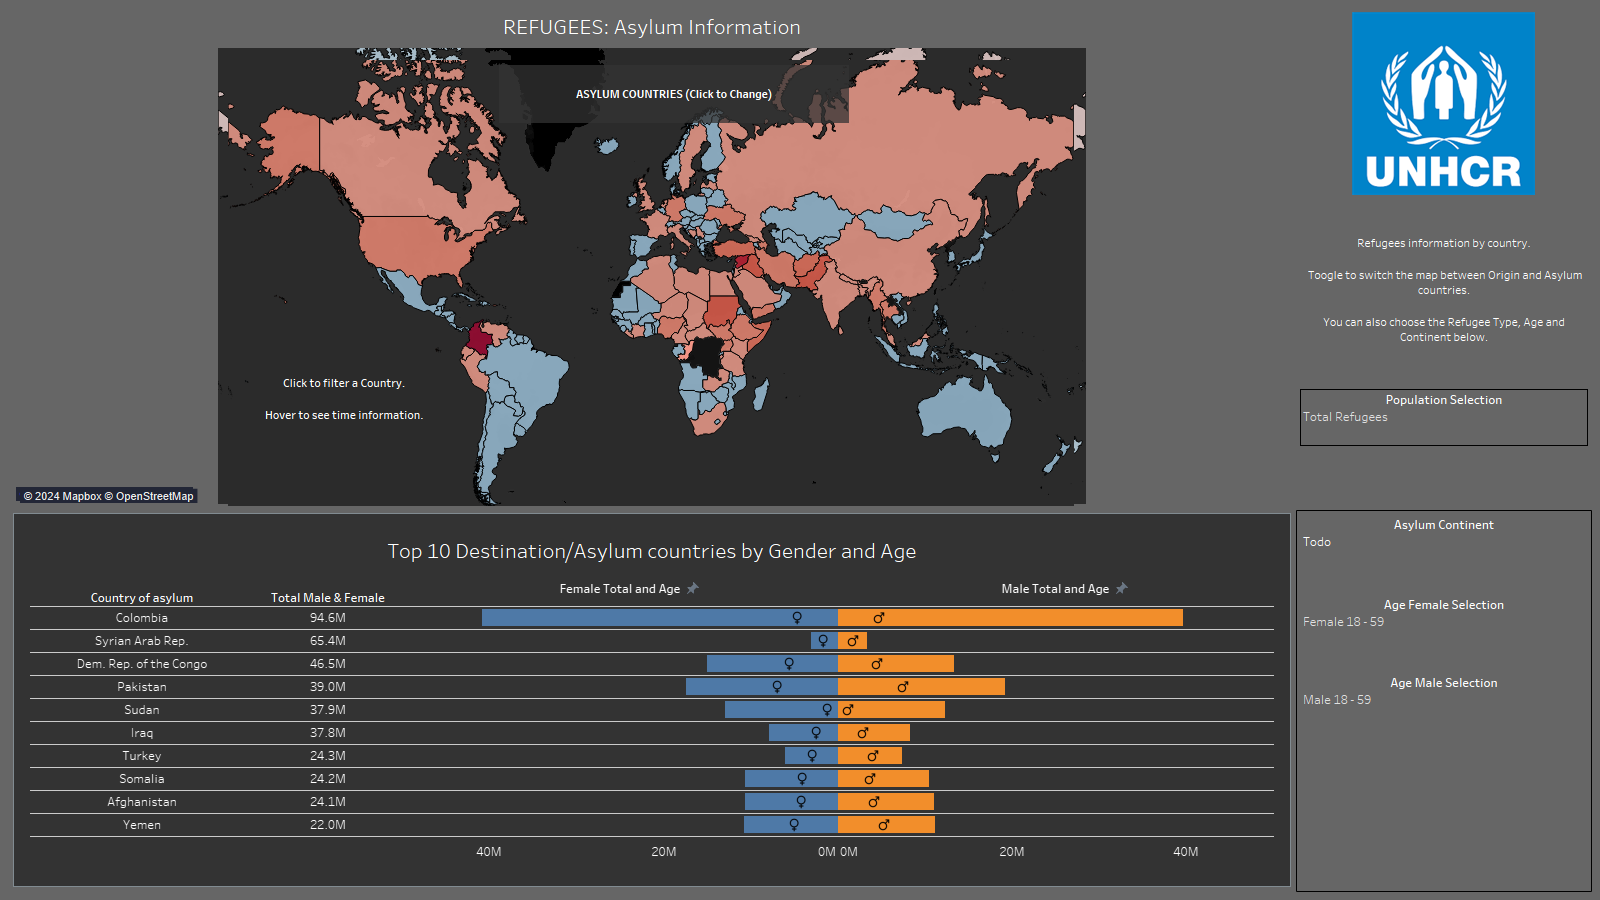 REFUGEES: Asylum Information
ASYLUM COUNTRIES (Click to Change)
Click to filter a Country.
Hover to see time information.
© 2024 Mapbox © OpenStreetMap
UNHCR
Refugees information by country.
Toogle to switch the map between Origin and Asylum
countries.
You can also choose the Refugee Type, Age and
Continent below.
Population Selection
Total Refugees
Asylum Continent
Todo
Age Female Selection
Female 18 - 59
Age Male Selection
Male 18 - 59
Top 10 Destination/Asylum countries by Gender and Age
Country of asylum Total Male & Female Female Total and Age Male Total and Age
Colombia 94.6M
Syrian Arab Rep. 65.4M
Dem. Rep. of the Congo 46.5M
Pakistan 39.0M
Sudan 37.9M
Iraq 37.8M
Turkey 24.3M
Somalia 24.2M
Afghanistan 24.1M
Yemen 22.0M
40M 20M 0M 0M 20M 40M